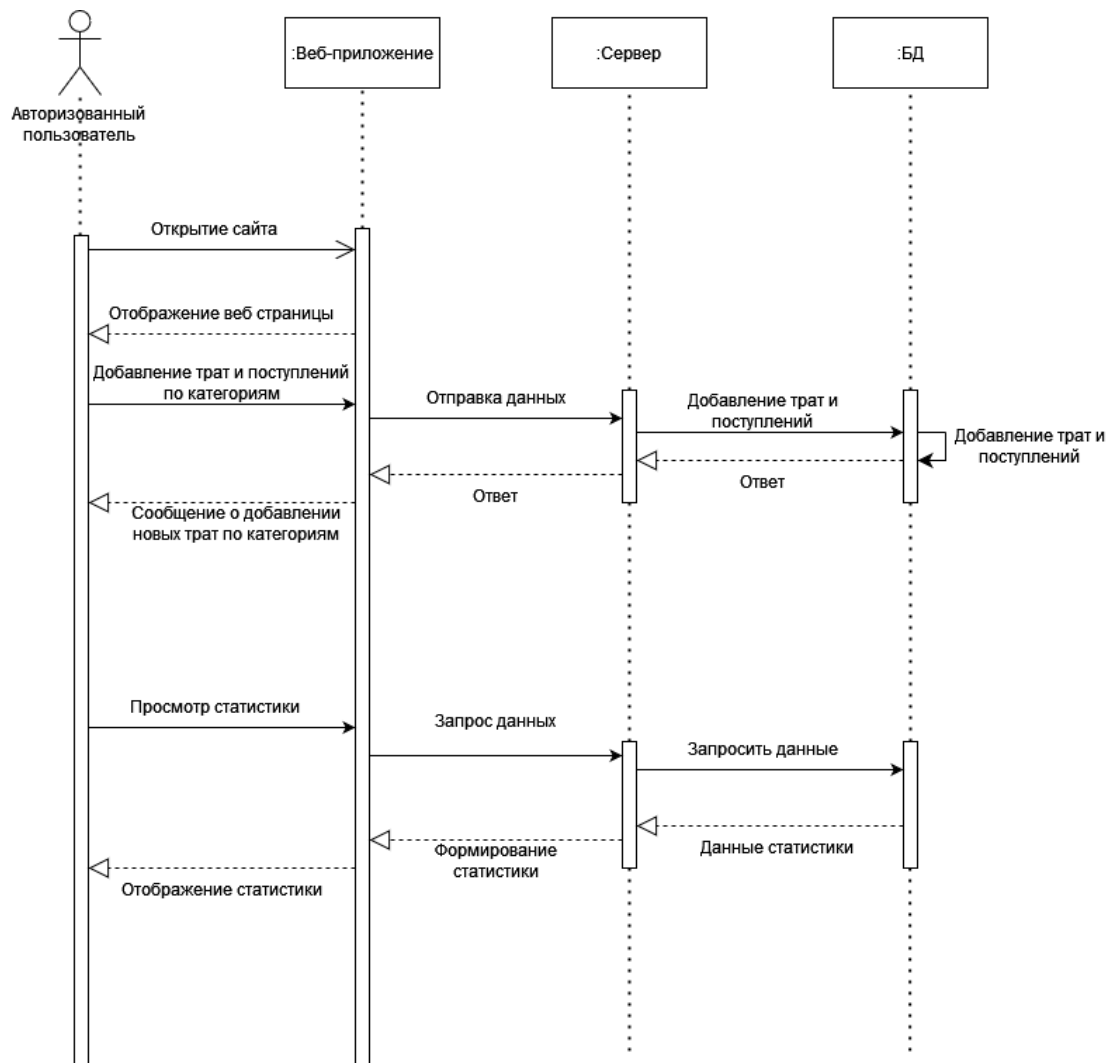 :Веб-приложение
:Сервер
:БД
Авторизованный
пользователь
Открытие сайта
Отображение веб страницы
Добавление трат и поступлений
по категориям
Отправка данных
Добавление трат и
поступлений
Добавление трат и
поступлений
Ответ
Ответ
Сообщение о добавлении
новых трат по категориям
Просмотр статистики
Запрос данных
Запросить данные
Данные статистики
Формирование
статистики
Отображение статистики